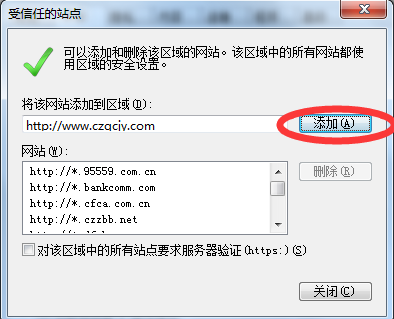 受信任的站点
可以添加和删除该区域的网站。该区域中的所有网站都使
用区域的安全设置。
将该网站添加到区域(D):
http://www.czgcjy.com
添加(A)
网站(W):
http://*.95559.com.cn
http://*.bankcomm.com
http://*.cfca.com.cn
http://*.czzbb.net
删除(R)
对该区域中的所有站点要求服务器验证(https:)(S)
关闭(C)